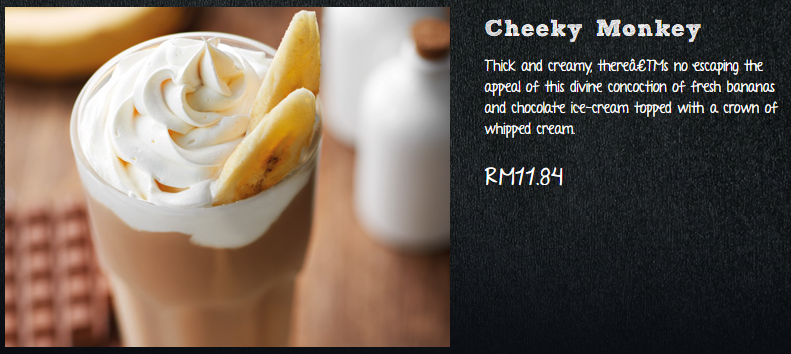 Cheeky Monkey
Thick and creamy, thereâ€TMs no escaping the
appeal of this divine concoction of fresh bananas
and chocolate ice-cream topped with a crown of
whipped cream.
RM11.84